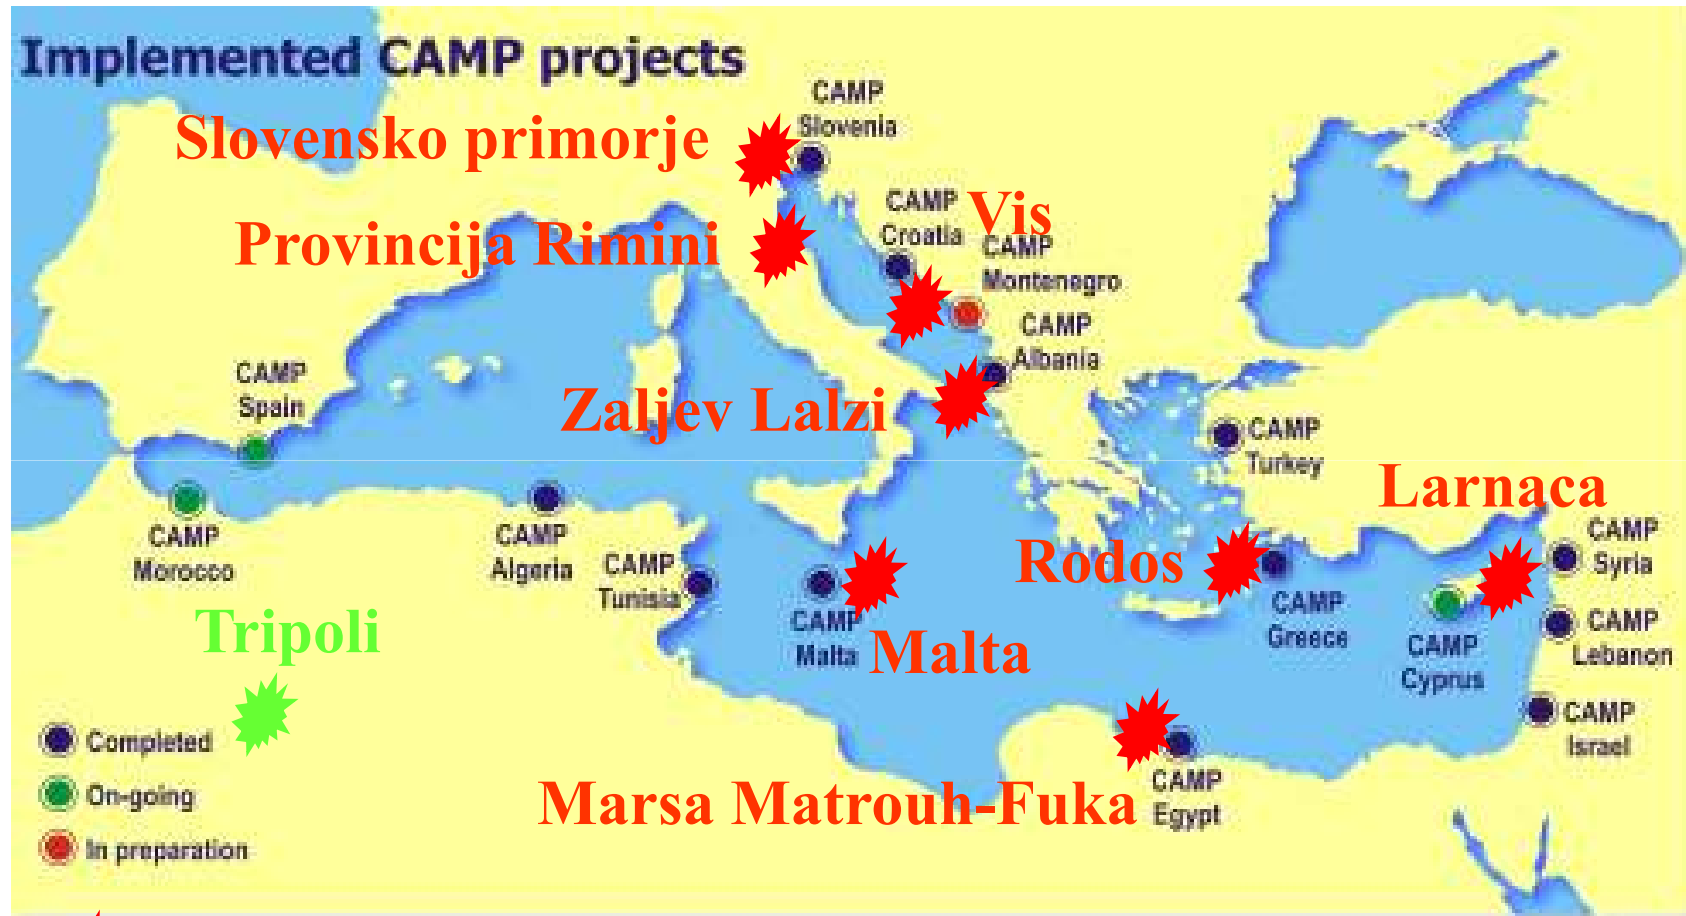 Implemented CAMP projects
CAMP
Slovenia
Slovensko primorje
CAMP
Croatia
Vis
Provincija Rimini
CAMP
Montenegro
CAMP
Albania
CAMP
Spain
Zaljev Lalzi
CAMP
Turkey
Larnaca
CAMP
Morocco
CAMP
Algeria
CAMP
Tunisia
Rodos
CAMP
Syria
Tripoli
CAMP
Malta
Malta
CAMP
Greece
CAMP
Cyprus
CAMP
Lebanon
CAMP
Israel
Completed
On-going
In preparation
Marsa Matrouh-Fuka
CAMP
Egypt